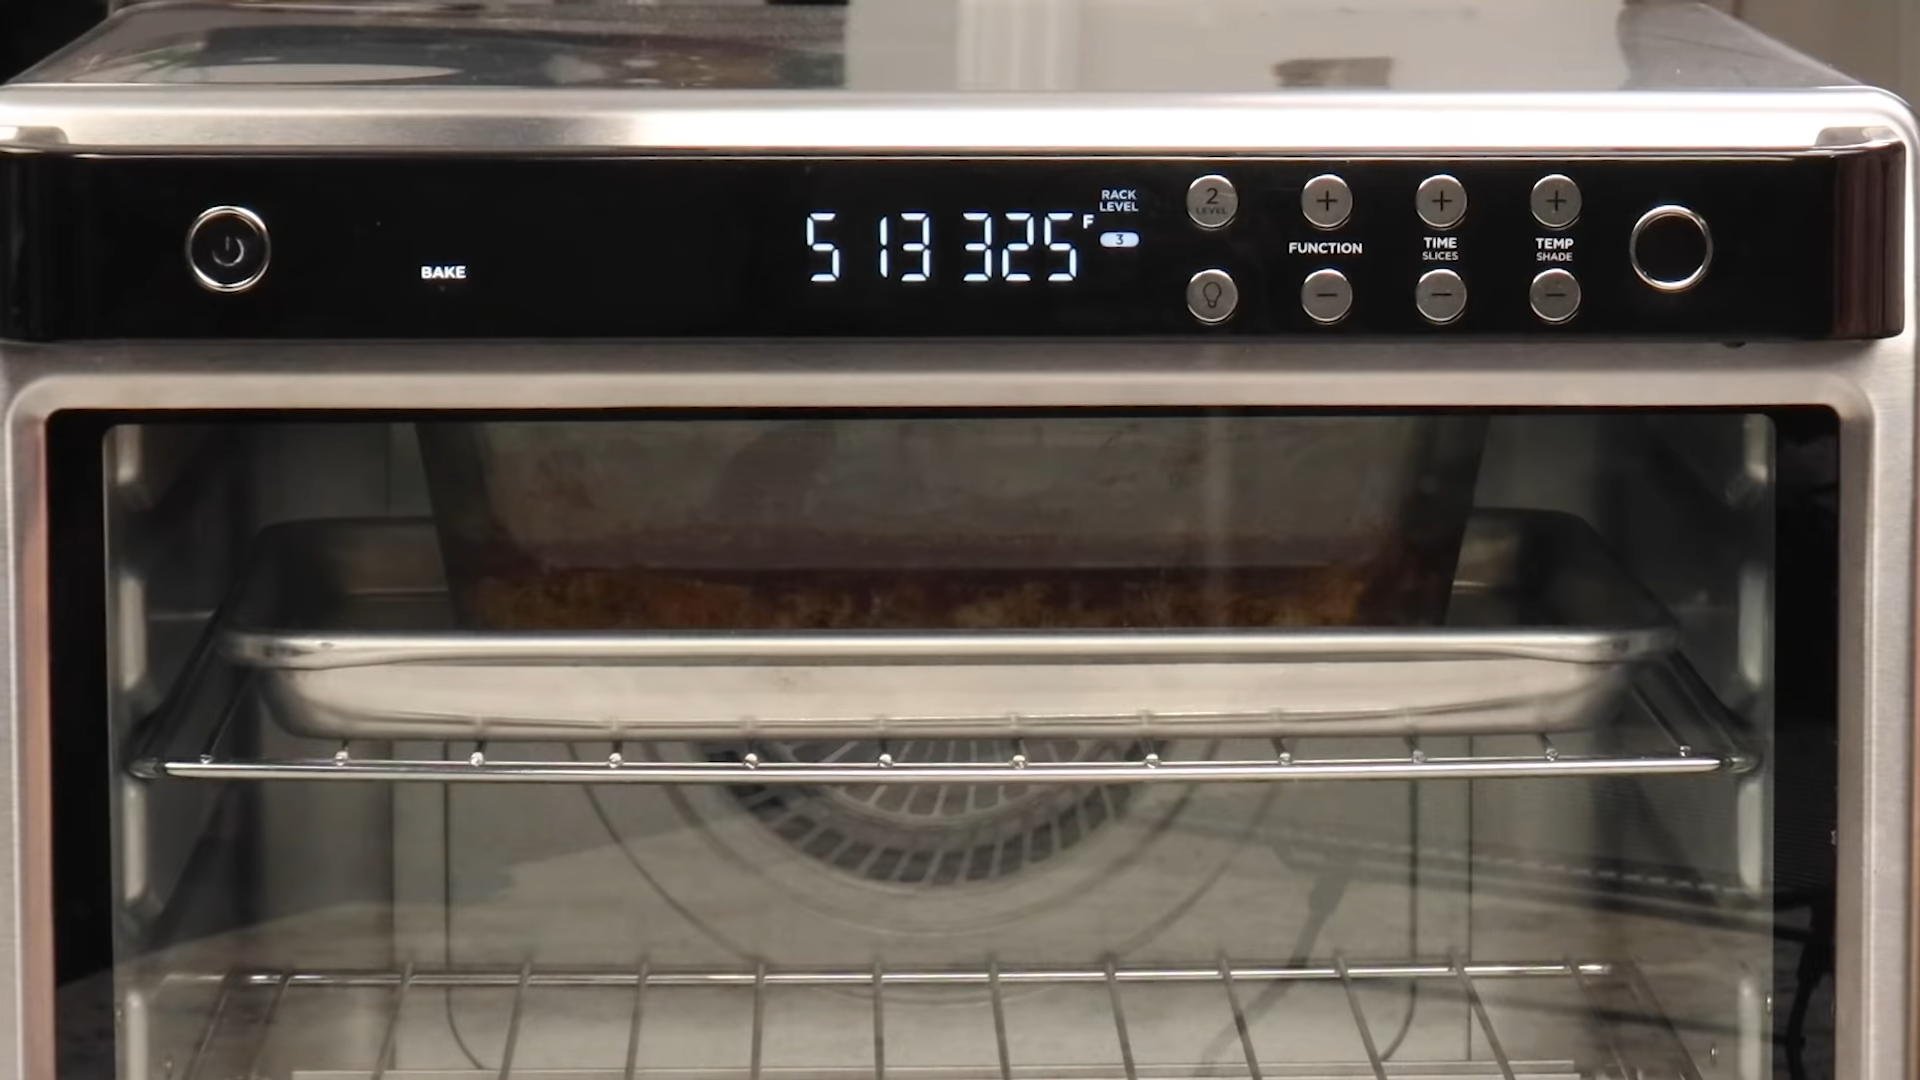 BAKE
5 13 325 F
RACK
LEVEL
3
2
LEVEL
FUNCTION
TIME
SLICES
TEMP
SHADE